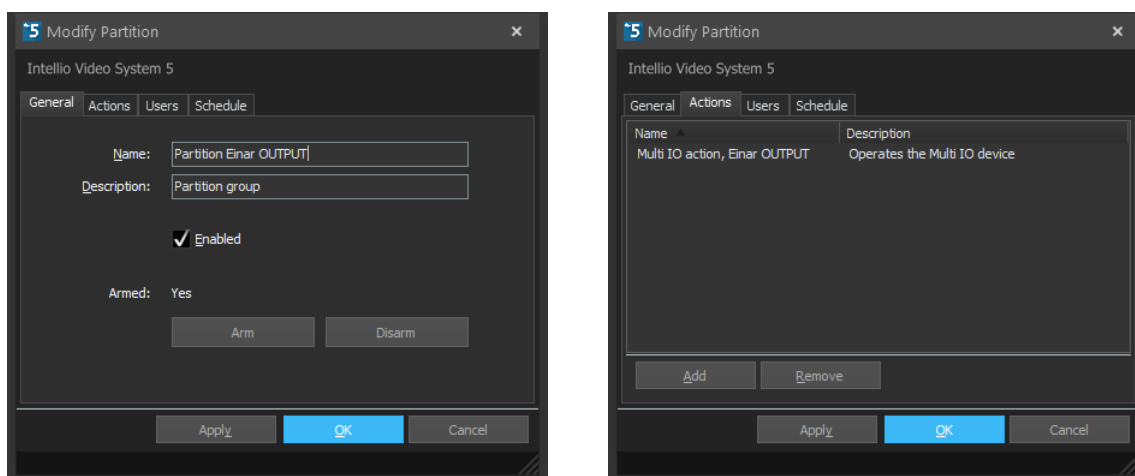 5 Modify Partition
Intellio Video System 5
General Actions Users Schedule
Name: Partition Einar OUTPUT
Description: Partition group
Enabled
Armed: Yes
Arm Disarm
Apply OK Cancel
5 Modify Partition
Intellio Video System 5
General Actions Users Schedule
Name Description
Multi IO action, Einar OUTPUT Operates the Multi IO device
Add Remove
Apply OK Cancel